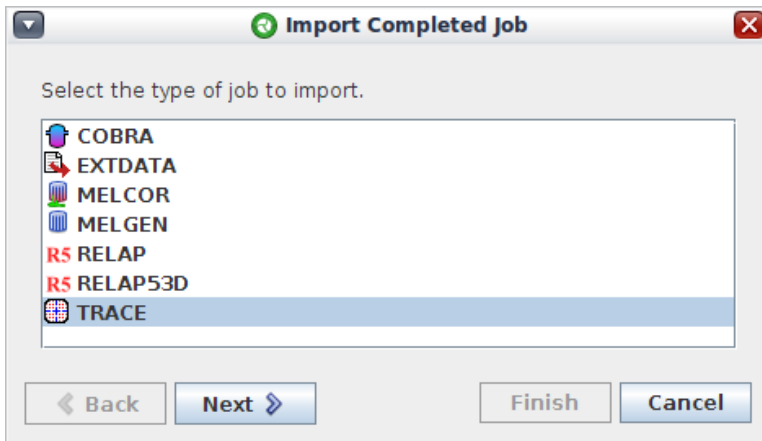 Import Completed Job
Select the type of job to import.
COBRA
EXTDATA
MELCOR
MELGEN
R5 RELAP
R5 RELAP53D
TRACE
Back Next Finish Cancel